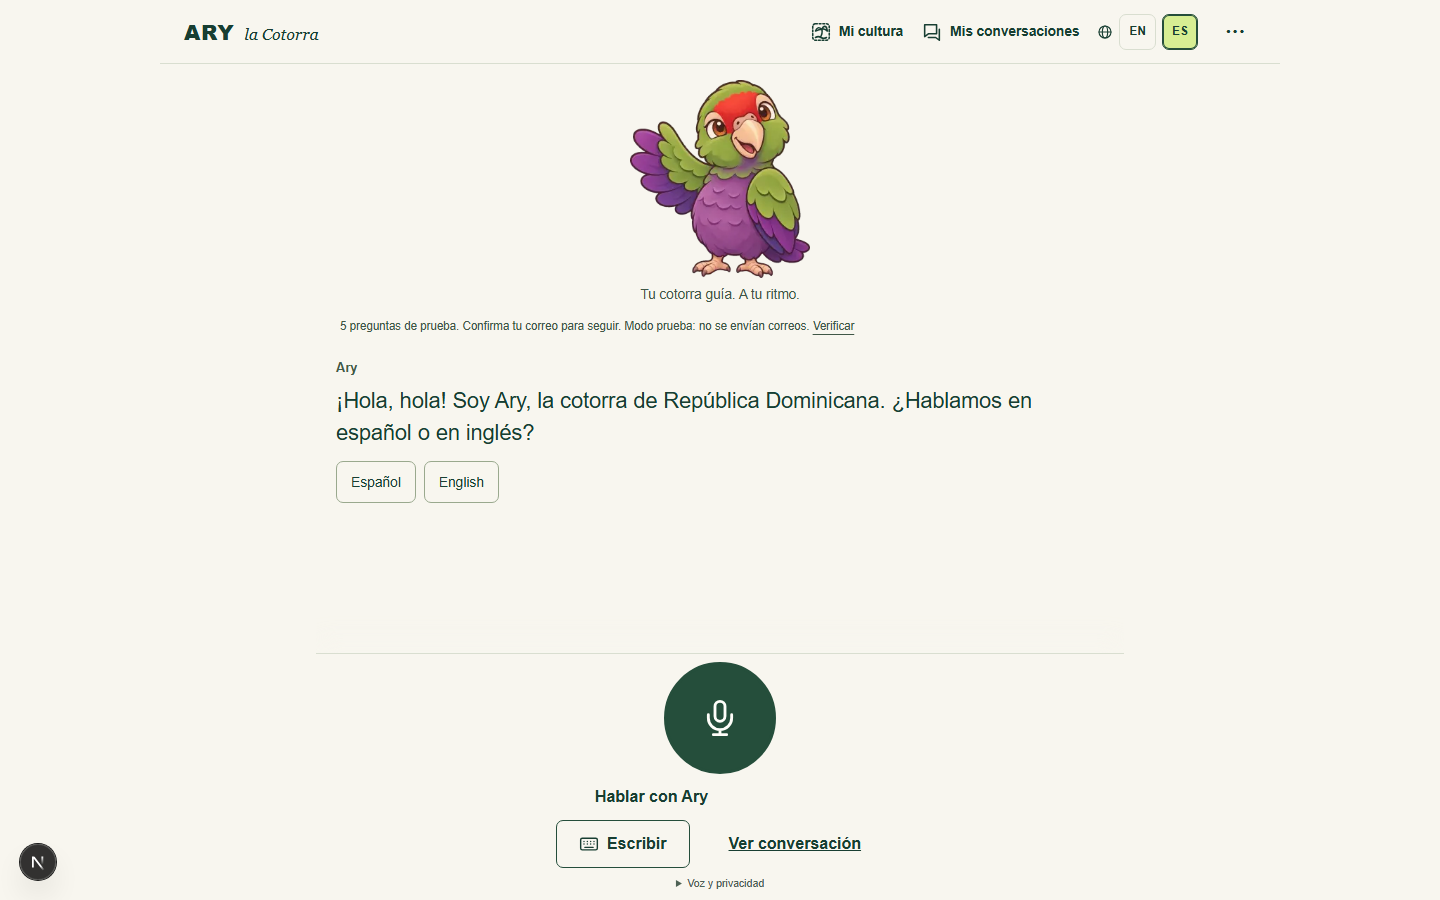 ARY la Cotorra
Mi cultura
Mis conversaciones
EN
ES
Tu cotorra guía. A tu ritmo.
5 preguntas de prueba. Confirma tu correo para seguir. Modo prueba: no se envían correos. Verificar
Ary
¡Hola, hola! Soy Ary, la cotorra de República Dominicana. ¿Hablamos en
español o en inglés?
Español
English
Hablar con Ary
Escribir
Ver conversación
Voz y privacidad
N